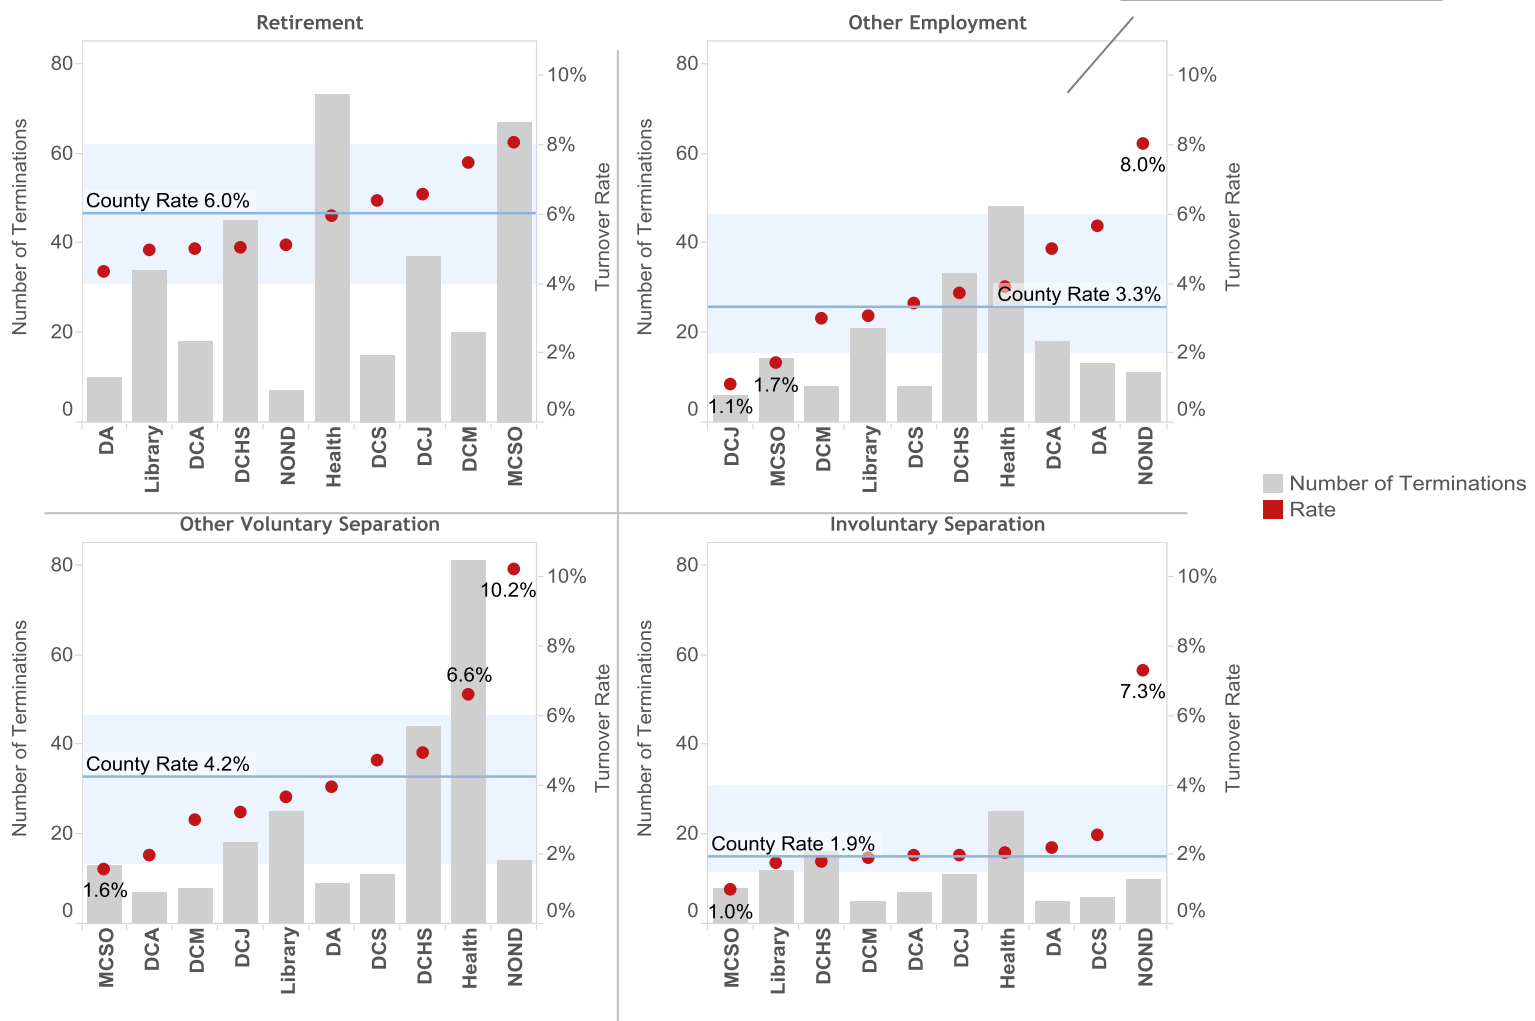 Retirement
Number of Terminations
80
60
40
20
0
County Rate 6.0%
10%
8%
6%
4%
2%
0%
Turnover Rate
DA
Library
DCA
DCHS
NOND
Health
DCS
DCJ
DCM
MCSO
Other Employment
Number of Terminations
80
60
40
20
0
8.0%
County Rate 3.3%
1.7%
1.1%
10%
8%
6%
4%
2%
0%
Turnover Rate
DCJ
MCSO
DCM
Library
DCS
DCHS
Health
DCA
DA
NOND
Number of Terminations
Rate
Other Voluntary Separation
Number of Terminations
80
60
40
20
0
10.2%
6.6%
County Rate 4.2%
1.6%
10%
8%
6%
4%
2%
0%
Turnover Rate
MCSO
DCA
DCM
DCJ
Library
DA
DCS
DCHS
Health
NOND
Involuntary Separation
Number of Terminations
80
60
40
20
0
7.3%
County Rate 1.9%
1.0%
10%
8%
6%
4%
2%
0%
Turnover Rate
MCSO
Library
DCHS
DCM
DCA
DCJ
Health
DA
DCS
NOND